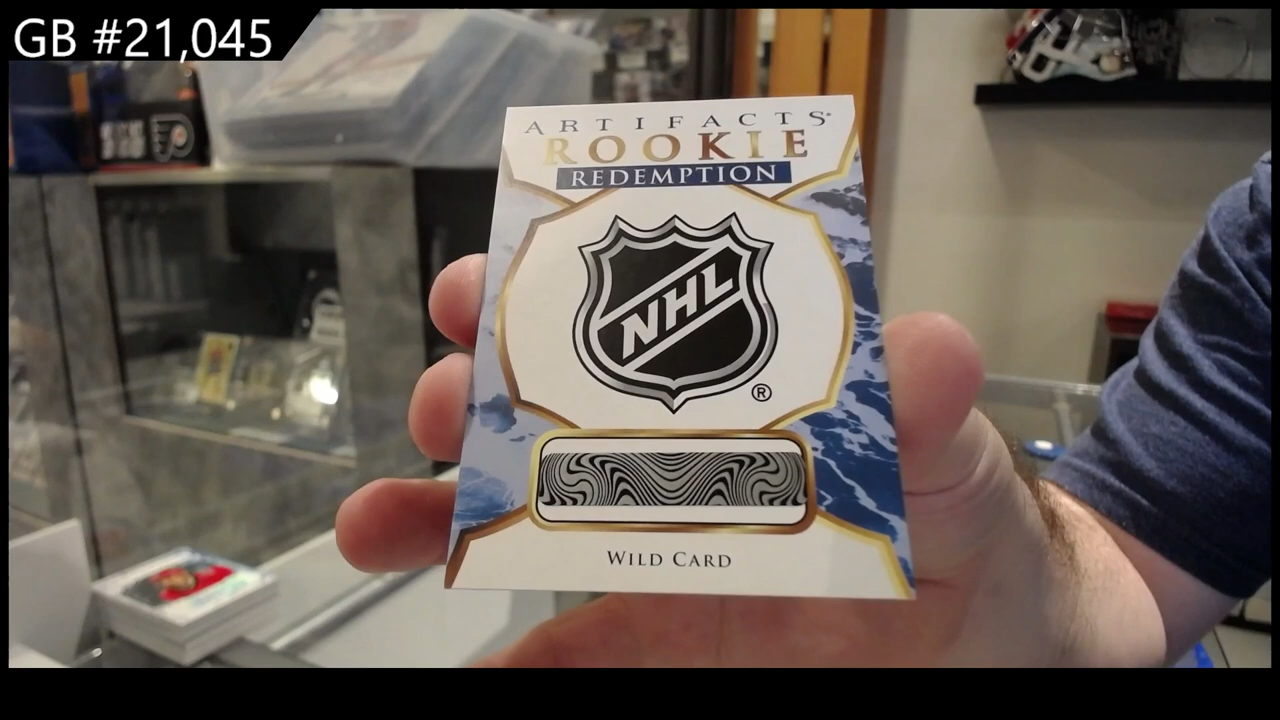 GB #21,045
ARTIFACTS
ROOKIE
REDEMPTION
NHL
®
WILD CARD